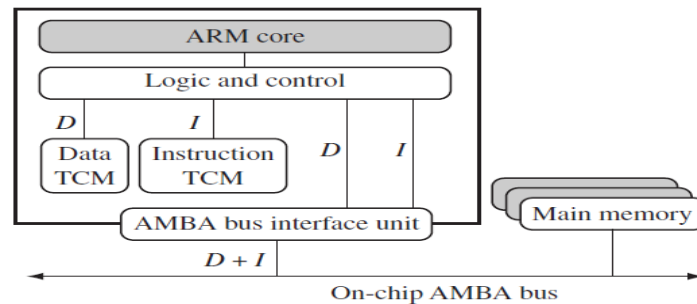 ARM core
Logic and control
D
I
D
I
Data
TCM
Instruction
TCM
AMBA bus interface unit
Main memory
D + I
On-chip AMBA bus